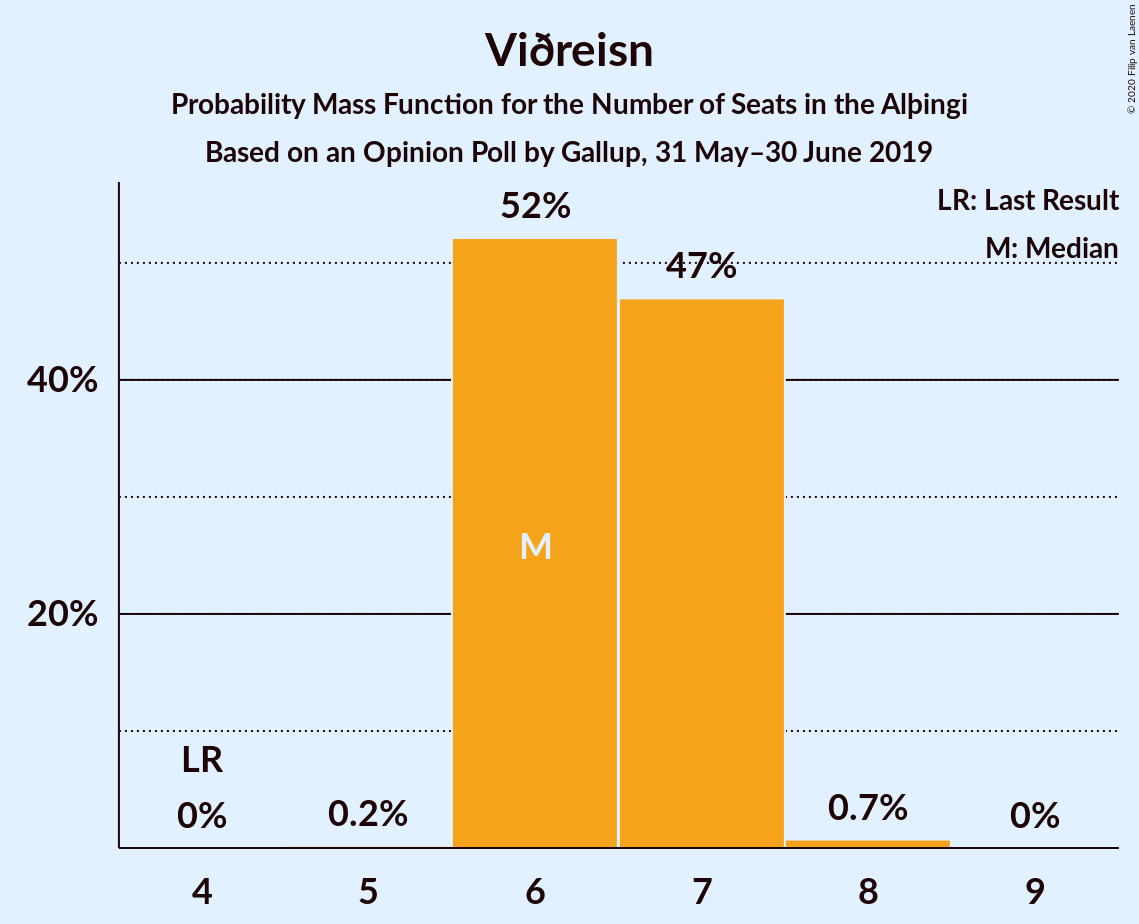 Viðreisn
Probability Mass Function for the Number of Seats in the Alþingi
Based on an Opinion Poll by Gallup, 31 May–30 June 2019
© 2020 Filip van Laenen
LR: Last Result
M: Median
52%
47%
40%
M
20%
LR
0%
0.2%
0.7%
0%
4
5
6
7
8
9